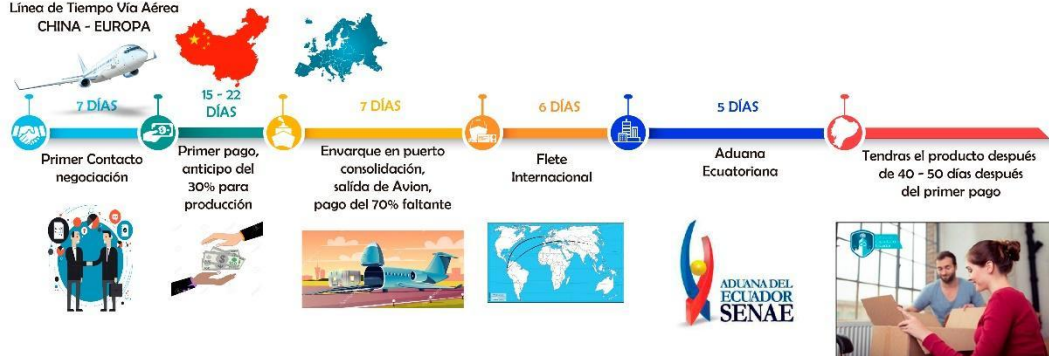 Línea de Tiempo Vía Aérea
CHINA - EUROPA
7 DÍAS
15 - 22
DÍAS
7 DÍAS
6 DÍAS
5 DÍAS
Primer Contacto
negociación
Primer pago,
anticipo del
30% para
producción
Envarque en puerto
consolidación,
salída de Avion,
pago del 70% faltante
Flete
Internacional
Aduana
Ecuatoriana
Tendras el producto después
de 40 - 50 días después
del primer pago
ADUANA DEL
ECUADOR
SENAE